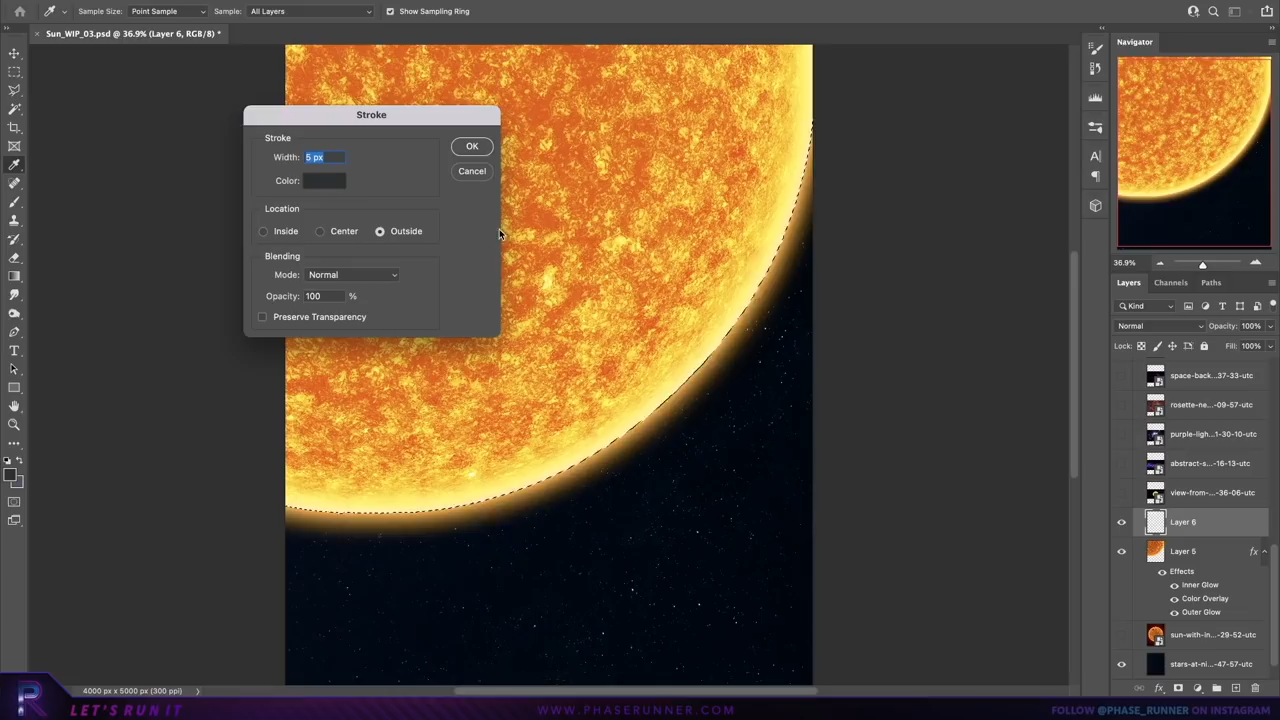 Sample Size: Point Sample Sample: All Layers Show Sampling Ring
× Sun_WIP_03.psd @ 36.9% (Layer 6, RGB/8) *
Navigator
Stroke
Stroke
OK
Width: 5 px
Cancel
Color:
Location
Inside Center Outside
Blending
Mode: Normal
Opacity: 100 %
Preserve Transparency
36.9%
Layers Channels Paths
Kind
Normal Opacity: 100%
Lock: Fill: 100%
space-back...37-33-utc
rosette-ne...-09-57-utc
purple-ligh...1-30-10-utc
abstract-s...-16-13-utc
view-from-...-36-06-utc
Layer 6
Layer 5 fx
Effects
Inner Glow
Color Overlay
Outer Glow
sun-with-in...-29-52-utc
stars-at-ni...-47-57-utc
4000 px x 5000 px (300 ppi)
LET'S RUN IT
WWW.PHASERUNNER.COM
FOLLOW @PHASE_RUNNER ON INSTAGRAM